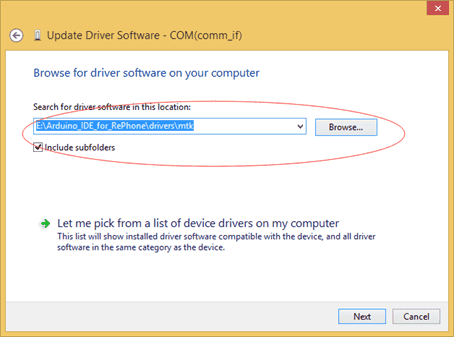 Update Driver Software - COM(comm_if)
Browse for driver software on your computer
Search for driver software in this location:
E:\Arduino_IDE_for_RePhone\drivers\mtk
Browse...
Include subfolders
Let me pick from a list of device drivers on my computer
This list will show installed driver software compatible with the device, and all driver
software in the same category as the device.
Next
Cancel